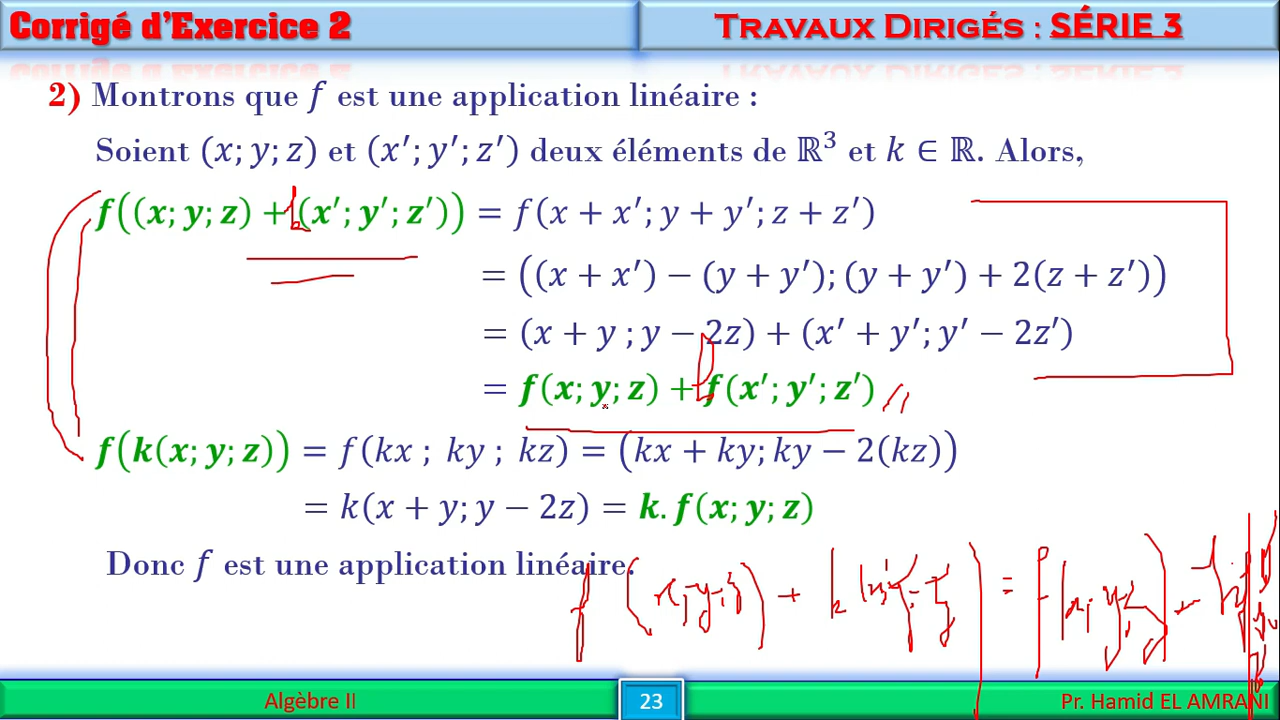 Corrigé d'Exercice 2
TRAVAUX DIRIGÉS : SÉRIE 3
2) Montrons que f est une application linéaire :
Soient (x; y; z) et (x′; y′; z′) deux éléments de ℝ³ et k ∈ ℝ. Alors,
f((x; y; z) + k(x′; y′; z′)) = f(x + x′; y + y′; z + z′)
= ((x + x′) − (y + y′); (y + y′) + 2(z + z′))
= (x + y ; y − 2z) + (x′ + y′; y′ − 2z′)
= f(x; y; z) + f(x′; y′; z′)
f(k(x; y; z)) = f(kx ; ky ; kz) = (kx + ky; ky − 2(kz))
= k(x + y; y − 2z) = k. f(x; y; z)
Donc f est une application linéaire.
f (x; y; z) + k
Algèbre II
23
Pr. Hamid EL AMRANI